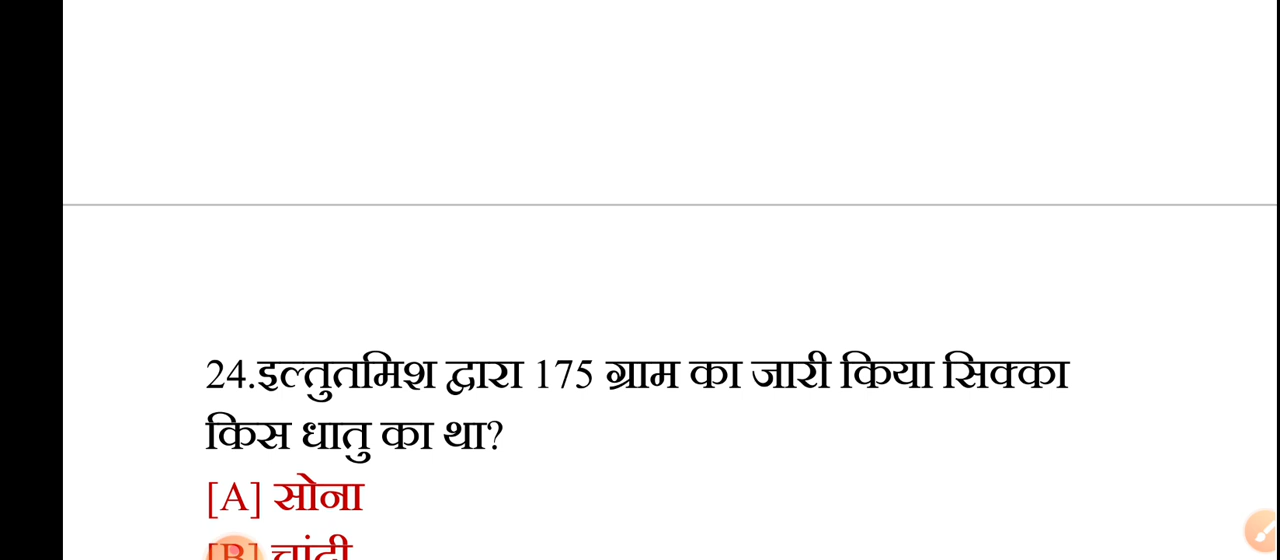 24.इल्तुतमिश द्वारा 175 ग्राम का जारी किया सिक्का
किस धातु का था?
[A] सोना
[B] चांदी